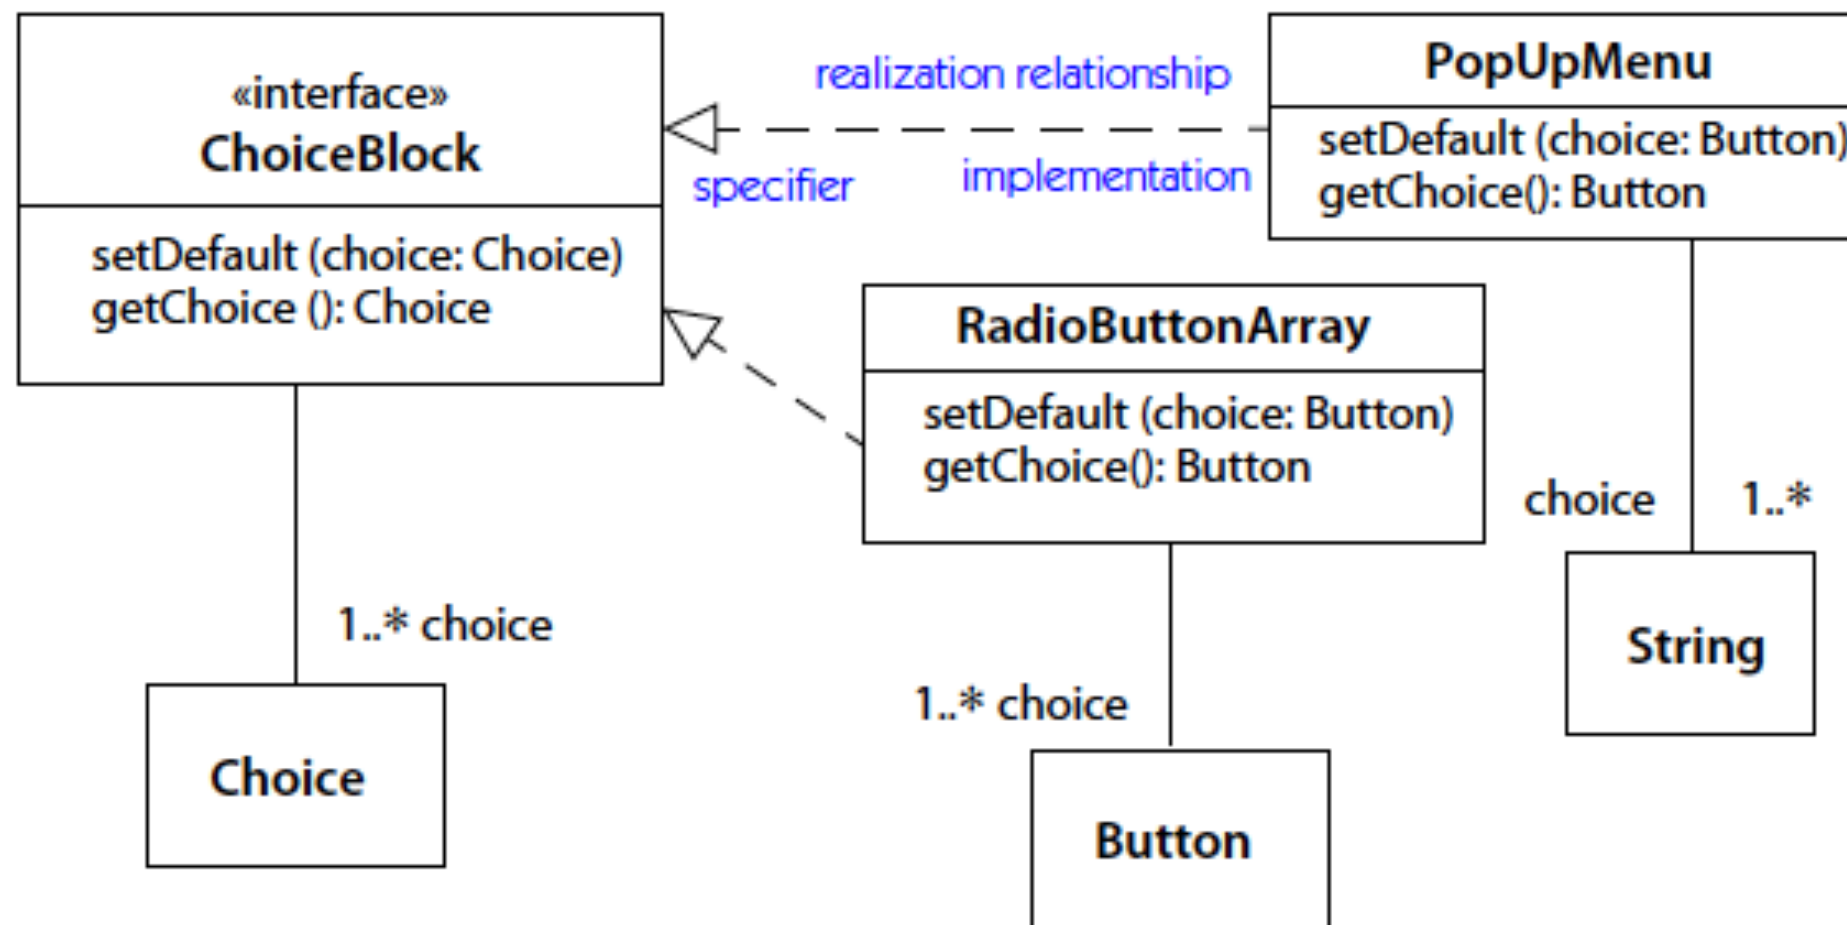 «interface»
ChoiceBlock
setDefault (choice: Choice)
getChoice (): Choice
realization relationship
specifier
implementation
PopUpMenu
setDefault (choice: Button)
getChoice(): Button
RadioButtonArray
setDefault (choice: Button)
getChoice(): Button
choice
1..*
1..* choice
1..* choice
String
Choice
Button